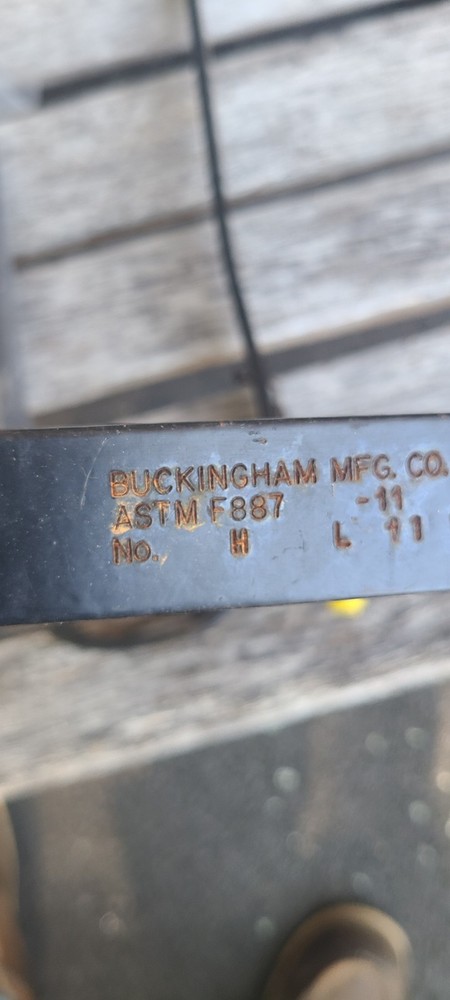 BUCKINGHAM MFG. CO.
ASTM F887 -11
No. H L 11